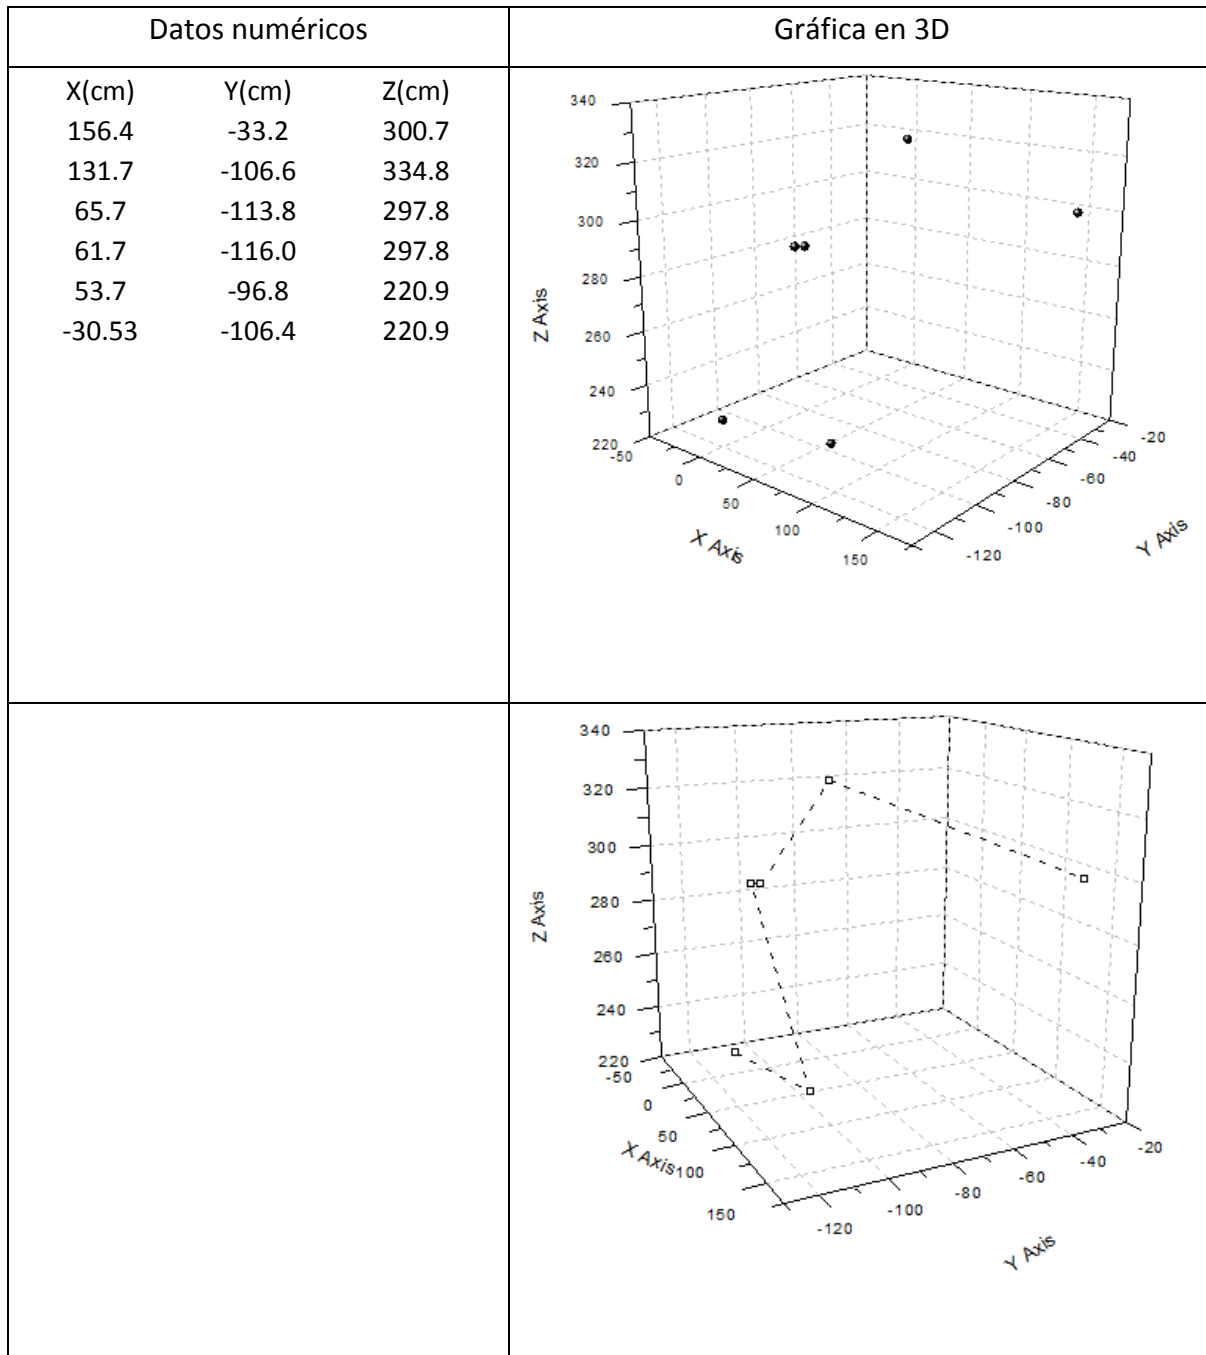 Datos numéricos
Gráfica en 3D
X(cm) Y(cm) Z(cm)
156.4 -33.2 300.7
131.7 -106.6 334.8
65.7 -113.8 297.8
61.7 -116.0 297.8
53.7 -96.8 220.9
-30.53 -106.4 220.9
340
320
300
280
260
240
220
Z Axis
-50
0
50
100
150
X Axis
-120
-100
-80
-60
-40
-20
Y Axis
340
320
300
280
260
240
220
Z Axis
-50
0
50
100
150
X Axis
-120
-100
-80
-60
-40
-20
Y Axis